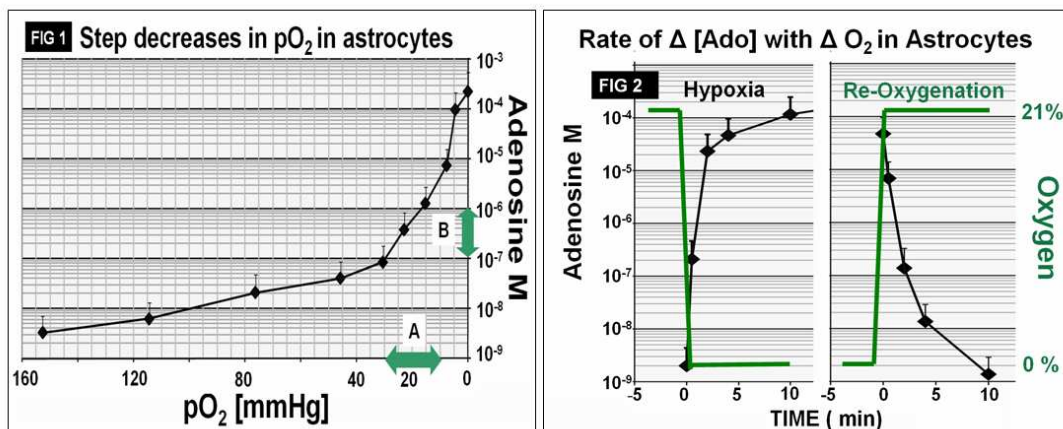 FIG 1 Step decreases in pO₂ in astrocytes
10⁻³
10⁻⁴
10⁻⁵
10⁻⁶
10⁻⁷
10⁻⁸
10⁻⁹
Adenosine M
B
A
160 120 80 40 20 0
pO₂ [mmHg]
Rate of Δ [Ado] with Δ O₂ in Astrocytes
FIG 2
Hypoxia
Re-Oxygenation
10⁻⁴
10⁻⁵
10⁻⁶
10⁻⁷
10⁻⁸
10⁻⁹
Adenosine M
21%
Oxygen
0 %
-5 0 5 10 -5 0 5 10
TIME ( min)